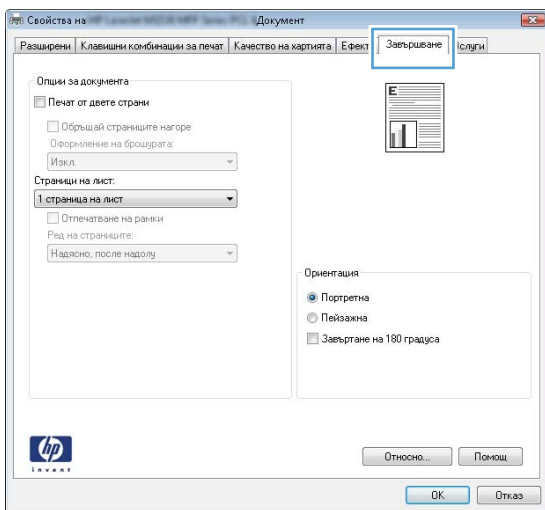 Свойства на Документ
Разширени Клавишни комбинации за печат Качество на хартията Ефект Завършване слуги
Опции за документа
Печат от двете страни
Обръщай страниците нагоре
Оформление на брошурата:
Изкл.
Страници на лист:
1 страница на лист
Отпечатване на рамки
Ред на страниците:
Надясно, после надолу
E
Ориентация
Портретна
Пейзажна
Завъртане на 180 градуса
hp
invent
Относно... Помощ
OK Отказ